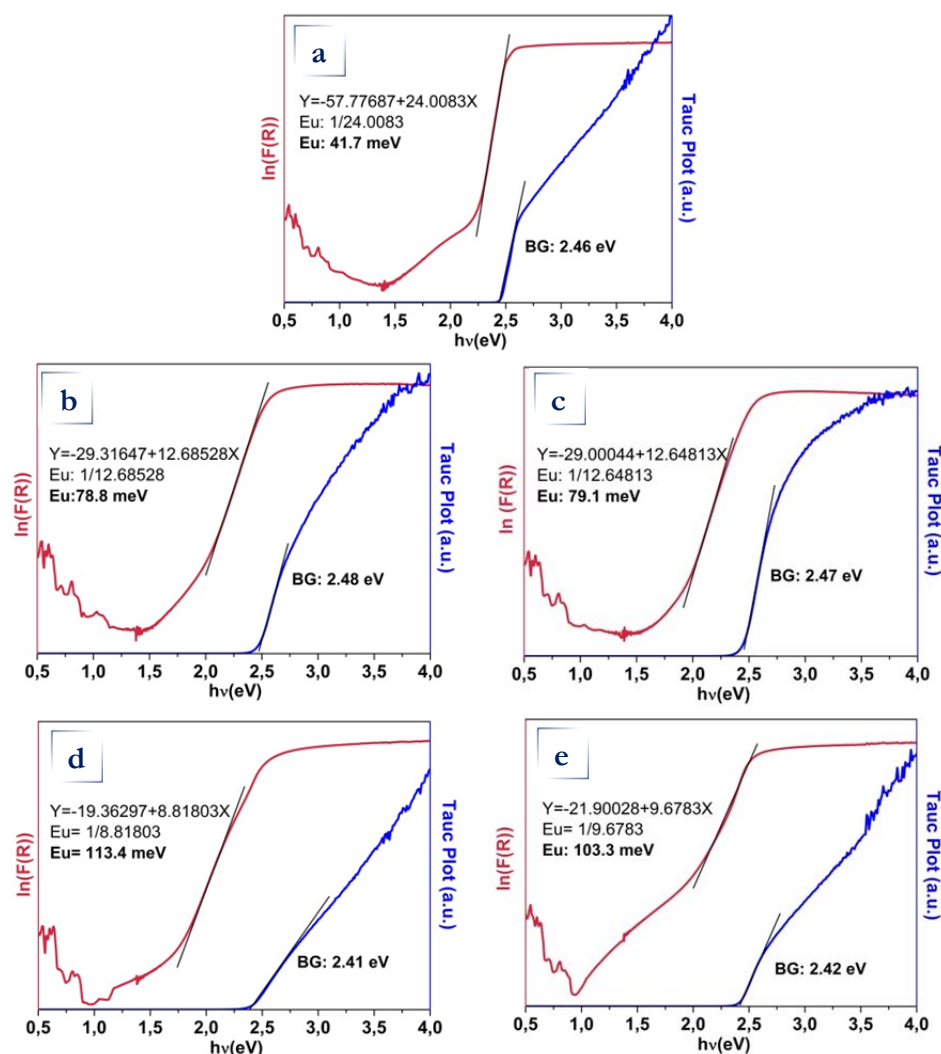 a
Y=-57.77687+24.0083X
Eu: 1/24.0083
Eu: 41.7 meV
BG: 2.46 eV
ln(F(R))
Tauc Plot (a.u.)
0,5 1,0 1,5 2,0 2,5 3,0 3,5 4,0
hν(eV)
b
Y=-29.31647+12.68528X
Eu: 1/12.68528
Eu:78.8 meV
BG: 2.48 eV
ln(F(R))
Tauc Plot (a.u.)
0,5 1,0 1,5 2,0 2,5 3,0 3,5 4,0
hν(eV)
c
Y=-29.00044+12.64813X
Eu: 1/12.64813
Eu: 79.1 meV
BG: 2.47 eV
ln (F(R))
Tauc Plot (a.u.)
0,5 1,0 1,5 2,0 2,5 3,0 3,5 4,0
hν(eV)
d
Y=-19.36297+8.81803X
Eu= 1/8.81803
Eu= 113.4 meV
BG: 2.41 eV
ln(F(R))
Tauc Plot (a.u.)
0,5 1,0 1,5 2,0 2,5 3,0 3,5 4,0
hν(eV)
e
Y=-21.90028+9.6783X
Eu= 1/9.6783
Eu: 103.3 meV
BG: 2.42 eV
ln(F(R))
Tauc Plot (a.u.)
0,5 1,0 1,5 2,0 2,5 3,0 3,5 4,0
hν(eV)